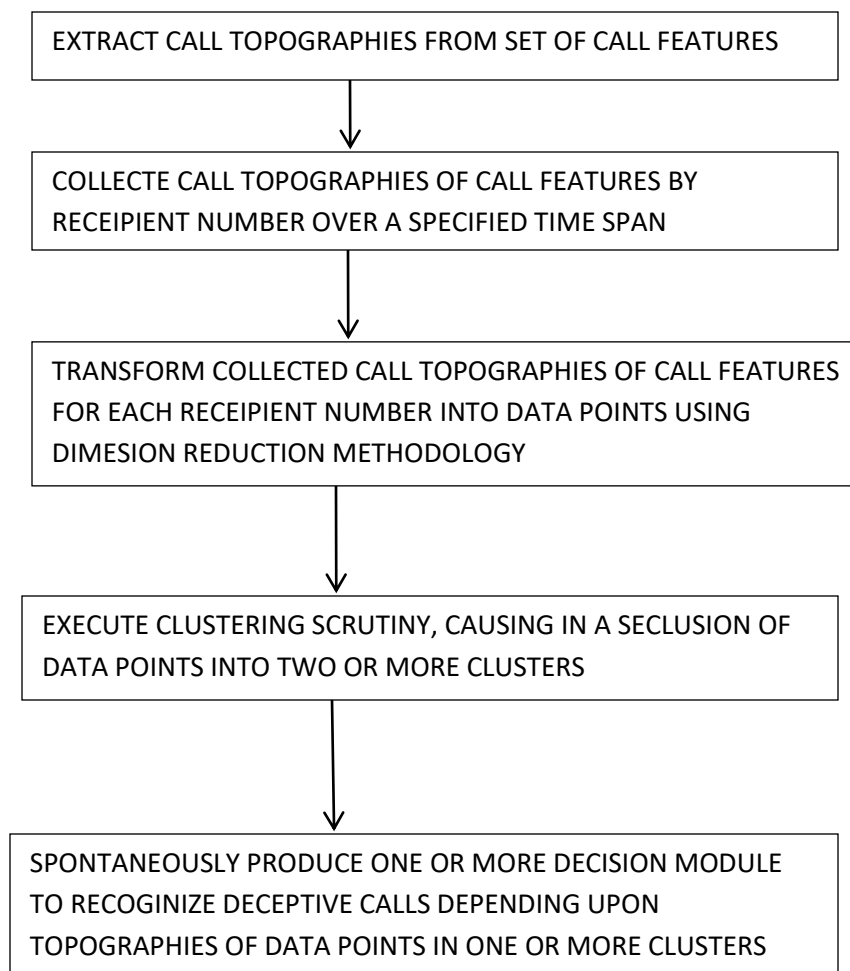 EXTRACT CALL TOPOGRAPHIES FROM SET OF CALL FEATURES
COLLECTE CALL TOPOGRAPHIES OF CALL FEATURES BY
RECEIPIENT NUMBER OVER A SPECIFIED TIME SPAN
TRANSFORM COLLECTED CALL TOPOGRAPHIES OF CALL FEATURES
FOR EACH RECEIPIENT NUMBER INTO DATA POINTS USING
DIMESION REDUCTION METHODOLOGY
EXECUTE CLUSTERING SCRUTINY, CAUSING IN A SECLUSION OF
DATA POINTS INTO TWO OR MORE CLUSTERS
SPONTANEOUSLY PRODUCE ONE OR MORE DECISION MODULE
TO RECOGINIZE DECEPTIVE CALLS DEPENDING UPON
TOPOGRAPHIES OF DATA POINTS IN ONE OR MORE CLUSTERS